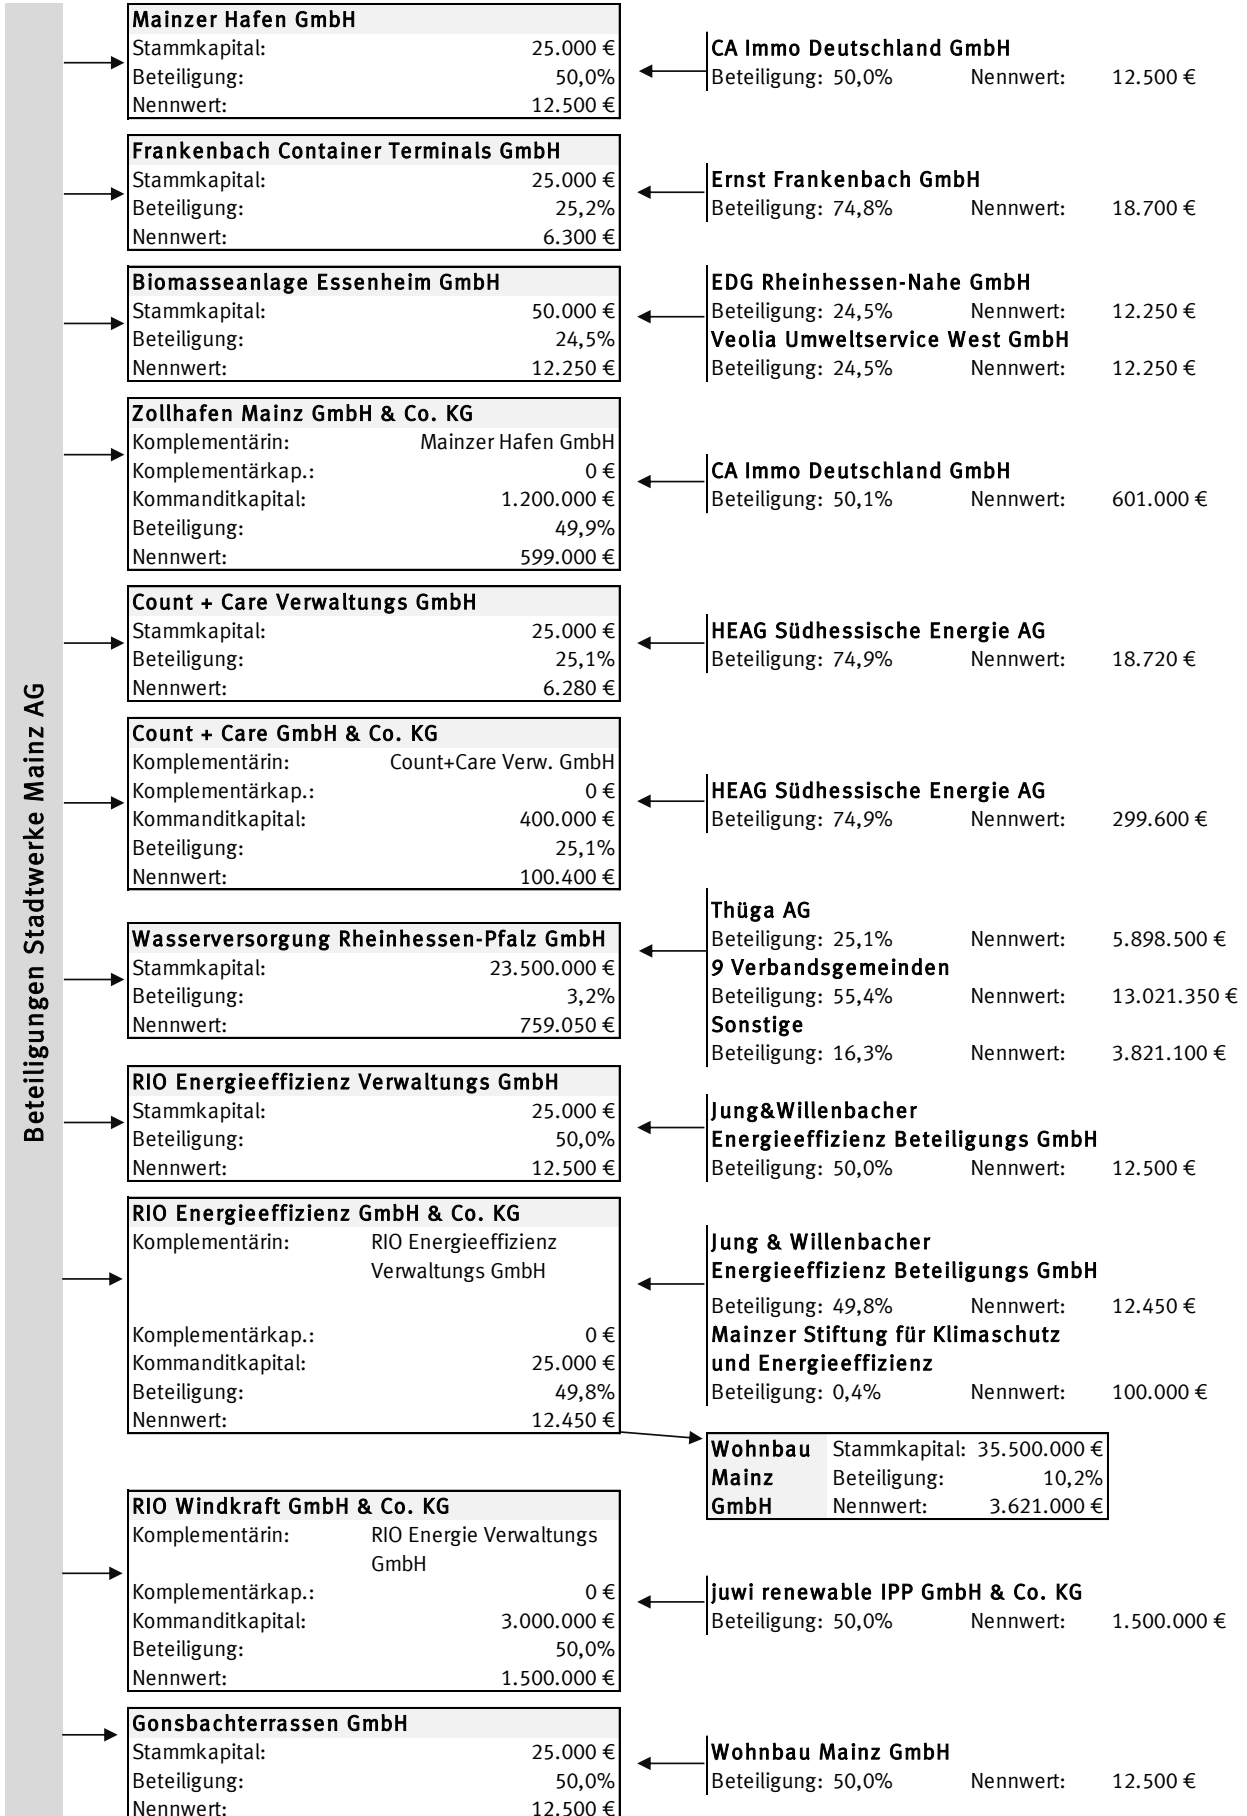 Beteiligungen Stadtwerke Mainz AG
Mainzer Hafen GmbH
Stammkapital: 25.000 €
Beteiligung: 50,0%
Nennwert: 12.500 €
CA Immo Deutschland GmbH
Beteiligung: 50,0% Nennwert: 12.500 €
Frankenbach Container Terminals GmbH
Stammkapital: 25.000 €
Beteiligung: 25,2%
Nennwert: 6.300 €
Ernst Frankenbach GmbH
Beteiligung: 74,8% Nennwert: 18.700 €
Biomasseanlage Essenheim GmbH
Stammkapital: 50.000 €
Beteiligung: 24,5%
Nennwert: 12.250 €
EDG Rheinhessen-Nahe GmbH
Beteiligung: 24,5% Nennwert: 12.250 €
Veolia Umweltservice West GmbH
Beteiligung: 24,5% Nennwert: 12.250 €
Zollhafen Mainz GmbH & Co. KG
Komplementärin: Mainzer Hafen GmbH
Komplementärkap.: 0 €
Kommanditkapital: 1.200.000 €
Beteiligung: 49,9%
Nennwert: 599.000 €
CA Immo Deutschland GmbH
Beteiligung: 50,1% Nennwert: 601.000 €
Count + Care Verwaltungs GmbH
Stammkapital: 25.000 €
Beteiligung: 25,1%
Nennwert: 6.280 €
HEAG Südhessische Energie AG
Beteiligung: 74,9% Nennwert: 18.720 €
Count + Care GmbH & Co. KG
Komplementärin: Count+Care Verw. GmbH
Komplementärkap.: 0 €
Kommanditkapital: 400.000 €
Beteiligung: 25,1%
Nennwert: 100.400 €
HEAG Südhessische Energie AG
Beteiligung: 74,9% Nennwert: 299.600 €
Wasserversorgung Rheinhessen-Pfalz GmbH
Stammkapital: 23.500.000 €
Beteiligung: 3,2%
Nennwert: 759.050 €
Thüga AG
Beteiligung: 25,1% Nennwert: 5.898.500 €
9 Verbandsgemeinden
Beteiligung: 55,4% Nennwert: 13.021.350 €
Sonstige
Beteiligung: 16,3% Nennwert: 3.821.100 €
RIO Energieeffizienz Verwaltungs GmbH
Stammkapital: 25.000 €
Beteiligung: 50,0%
Nennwert: 12.500 €
Jung&Willenbacher
Energieeffizienz Beteiligungs GmbH
Beteiligung: 50,0% Nennwert: 12.500 €
RIO Energieeffizienz GmbH & Co. KG
Komplementärin: RIO Energieeffizienz
Verwaltungs GmbH
Komplementärkap.: 0 €
Kommanditkapital: 25.000 €
Beteiligung: 49,8%
Nennwert: 12.450 €
Jung & Willenbacher
Energieeffizienz Beteiligungs GmbH
Beteiligung: 49,8% Nennwert: 12.450 €
Mainzer Stiftung für Klimaschutz
und Energieeffizienz
Beteiligung: 0,4% Nennwert: 100.000 €
Wohnbau Stammkapital: 35.500.000 €
Mainz Beteiligung: 10,2%
GmbH Nennwert: 3.621.000 €
RIO Windkraft GmbH & Co. KG
Komplementärin: RIO Energie Verwaltungs
GmbH
Komplementärkap.: 0 €
Kommanditkapital: 3.000.000 €
Beteiligung: 50,0%
Nennwert: 1.500.000 €
juwi renewable IPP GmbH & Co. KG
Beteiligung: 50,0% Nennwert: 1.500.000 €
Gonsbachterrassen GmbH
Stammkapital: 25.000 €
Beteiligung: 50,0%
Nennwert: 12.500 €
Wohnbau Mainz GmbH
Beteiligung: 50,0% Nennwert: 12.500 €